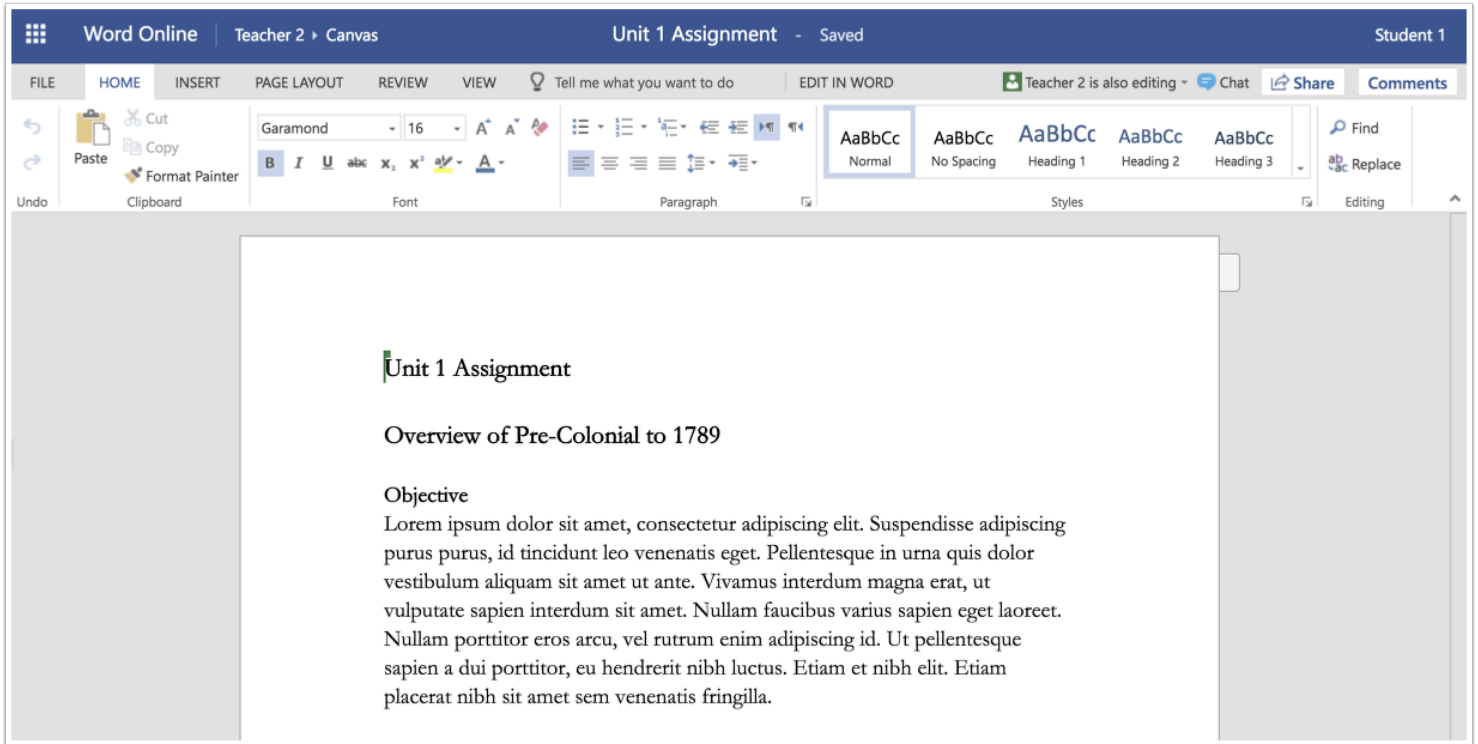 Word Online Teacher 2 › Canvas Unit 1 Assignment - Saved Student 1
FILE HOME INSERT PAGE LAYOUT REVIEW VIEW Tell me what you want to do EDIT IN WORD Teacher 2 is also editing Chat Share Comments
Paste
Cut
Copy
Format Painter
Garamond 16 A A
B I U abc x₂ x² aby A
AaBbCc AaBbCc AaBbCc AaBbCc AaBbCc
Normal No Spacing Heading 1 Heading 2 Heading 3
Find
Replace
Undo Clipboard Font Paragraph Styles Editing
Unit 1 Assignment
Overview of Pre-Colonial to 1789
Objective
Lorem ipsum dolor sit amet, consectetur adipiscing elit. Suspendisse adipiscing
purus purus, id tincidunt leo venenatis eget. Pellentesque in urna quis dolor
vestibulum aliquam sit amet ut ante. Vivamus interdum magna erat, ut
vulputate sapien interdum sit amet. Nullam faucibus varius sapien eget laoreet.
Nullam porttitor eros arcu, vel rutrum enim adipiscing id. Ut pellentesque
sapien a dui porttitor, eu hendrerit nibh luctus. Etiam et nibh elit. Etiam
placerat nibh sit amet sem venenatis fringilla.